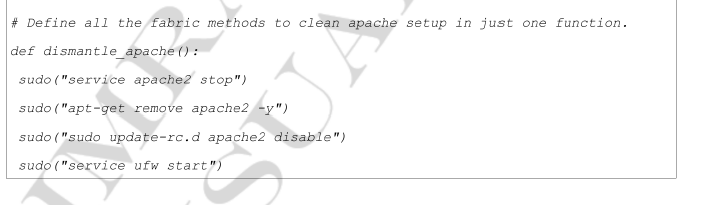 # Define all the fabric methods to clean apache setup in just one function.
def dismantle_apache():
 sudo("service apache2 stop")
 sudo("apt-get remove apache2 -y")
 sudo("sudo update-rc.d apache2 disable")
 sudo("service ufw start")